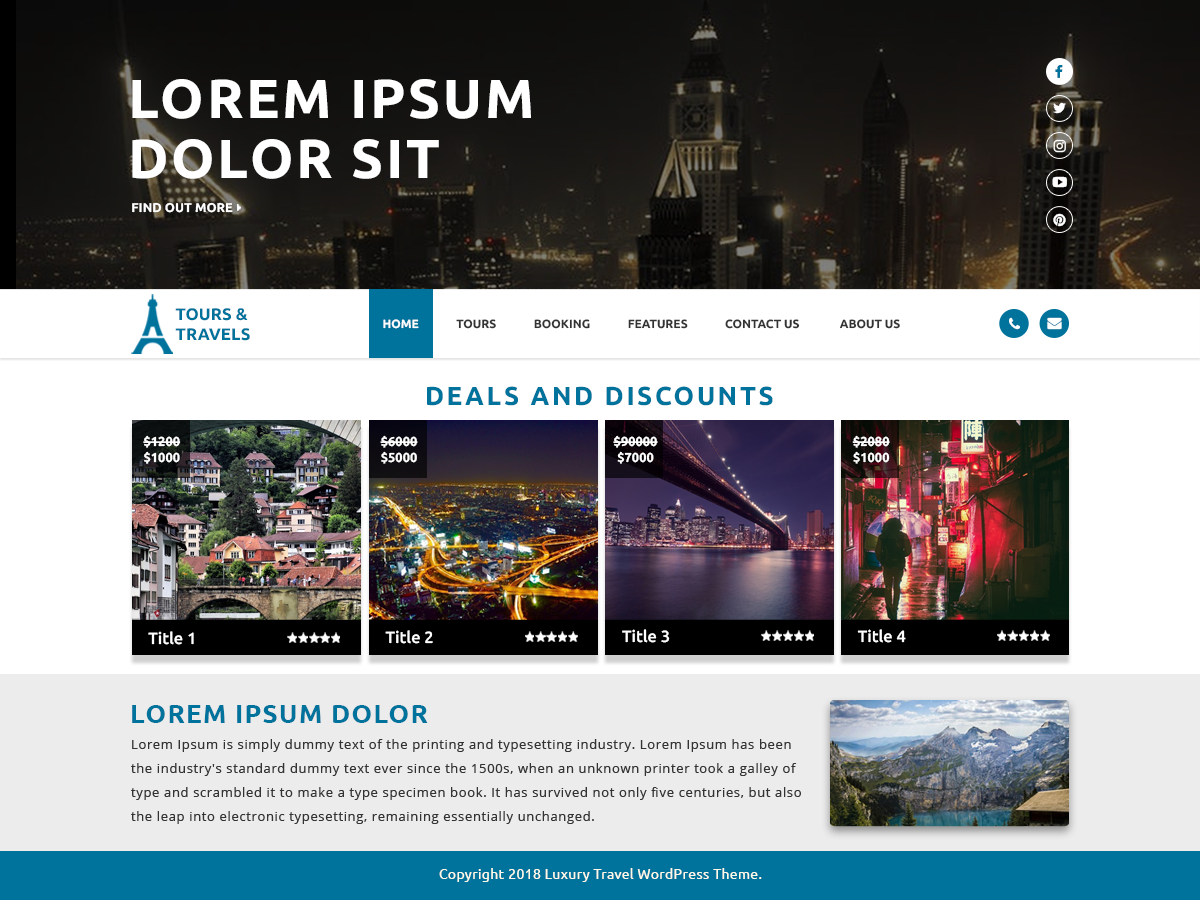 LOREM IPSUM
DOLOR SIT
FIND OUT MORE
TOURS &
TRAVELS
HOME
TOURS
BOOKING
FEATURES
CONTACT US
ABOUT US
DEALS AND DISCOUNTS
$1200
$1000
$6000
$5000
$90000
$7000
$2080
$1000
陣
Title 1
Title 2
Title 3
Title 4
LOREM IPSUM DOLOR
Lorem Ipsum is simply dummy text of the printing and typesetting industry. Lorem Ipsum has been
the industry's standard dummy text ever since the 1500s, when an unknown printer took a galley of
type and scrambled it to make a type specimen book. It has survived not only five centuries, but also
the leap into electronic typesetting, remaining essentially unchanged.
Copyright 2018 Luxury Travel WordPress Theme.